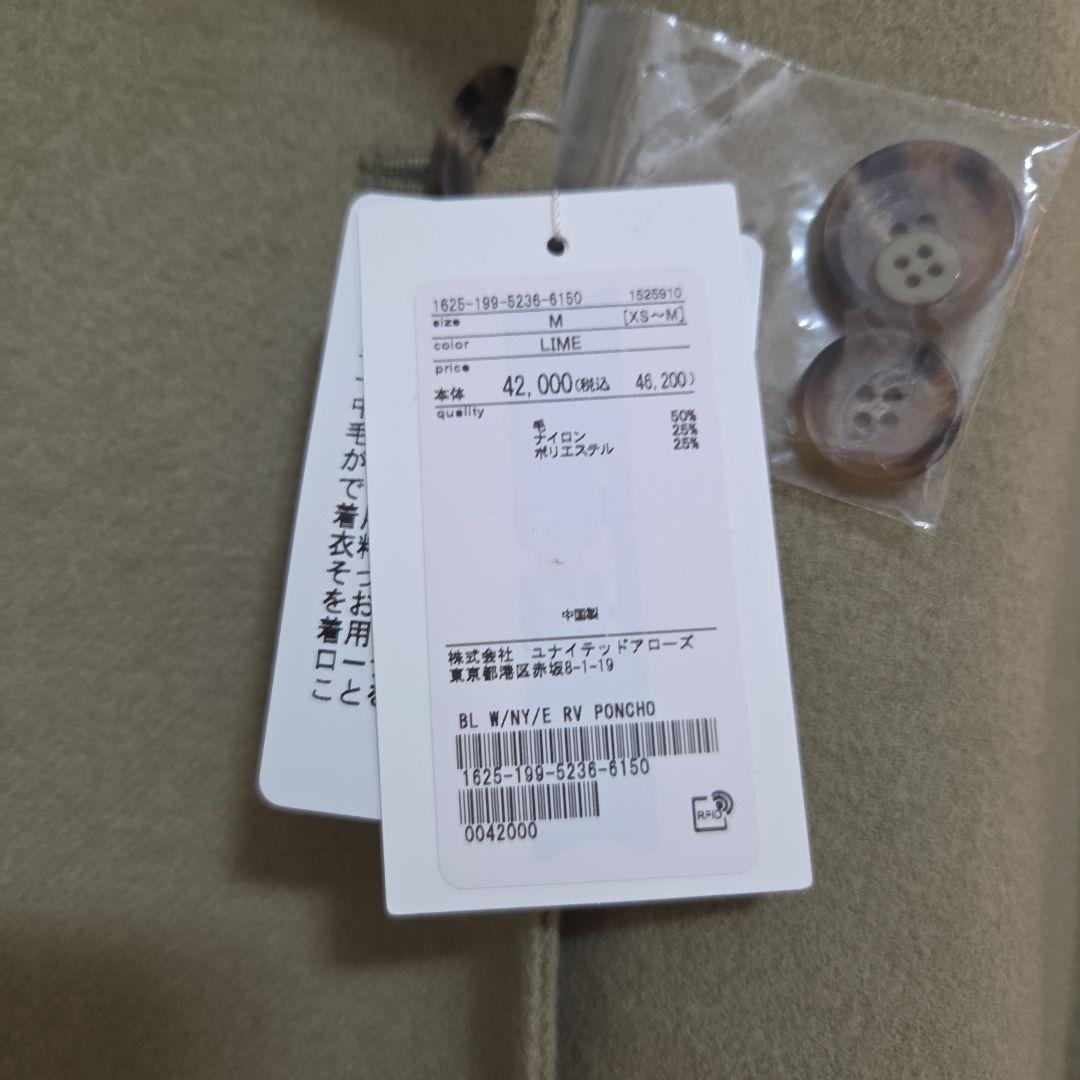 1625-199-5236-6150 1525910
size M [XS~M]
color LIME
price
本体 42,000(税込 46,200)
quality
毛 50%
ナイロン 25%
ポリエステル 25%
中国製
株式会社 ユナイテッドアローズ
東京都港区赤坂8-1-19
BL W/NY/E RV PONCHO
1625-199-5236-6150
0042000
RFID
中毛がで着衣そを着口こ
お用一と